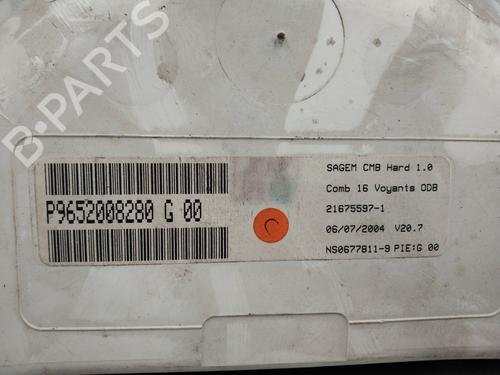 SAGEM CMB Hard 1.0
Comb 16 Voyants ODB
P9652008280 G 00
21675597-1
06/07/2004 V20.7
NS0677811-9 PIE:G 00